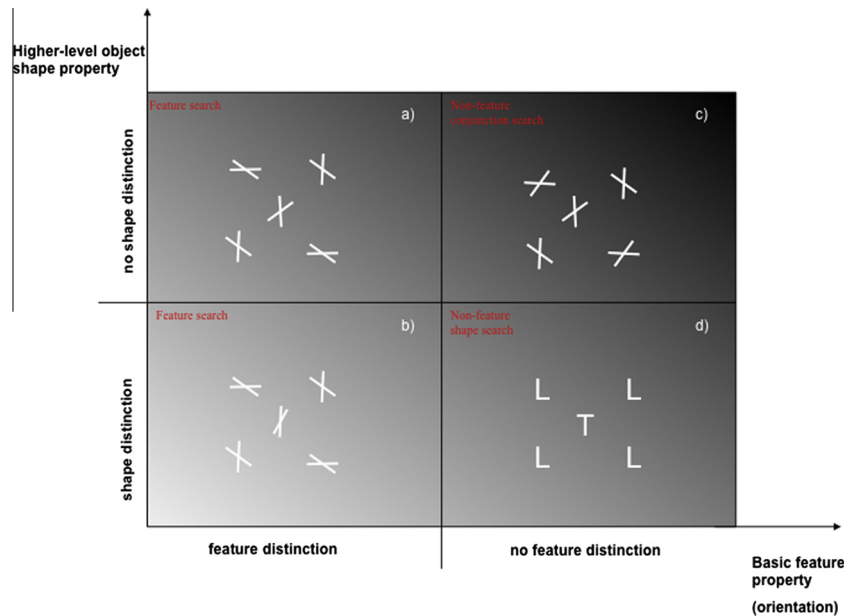 Higher-level object
shape property
no shape distinction
shape distinction
Feature search
a)
Non-feature
conjunction search
c)
Feature search
b)
Non-feature
shape search
d)
L L
T
L L
feature distinction
no feature distinction
Basic feature
property
(orientation)